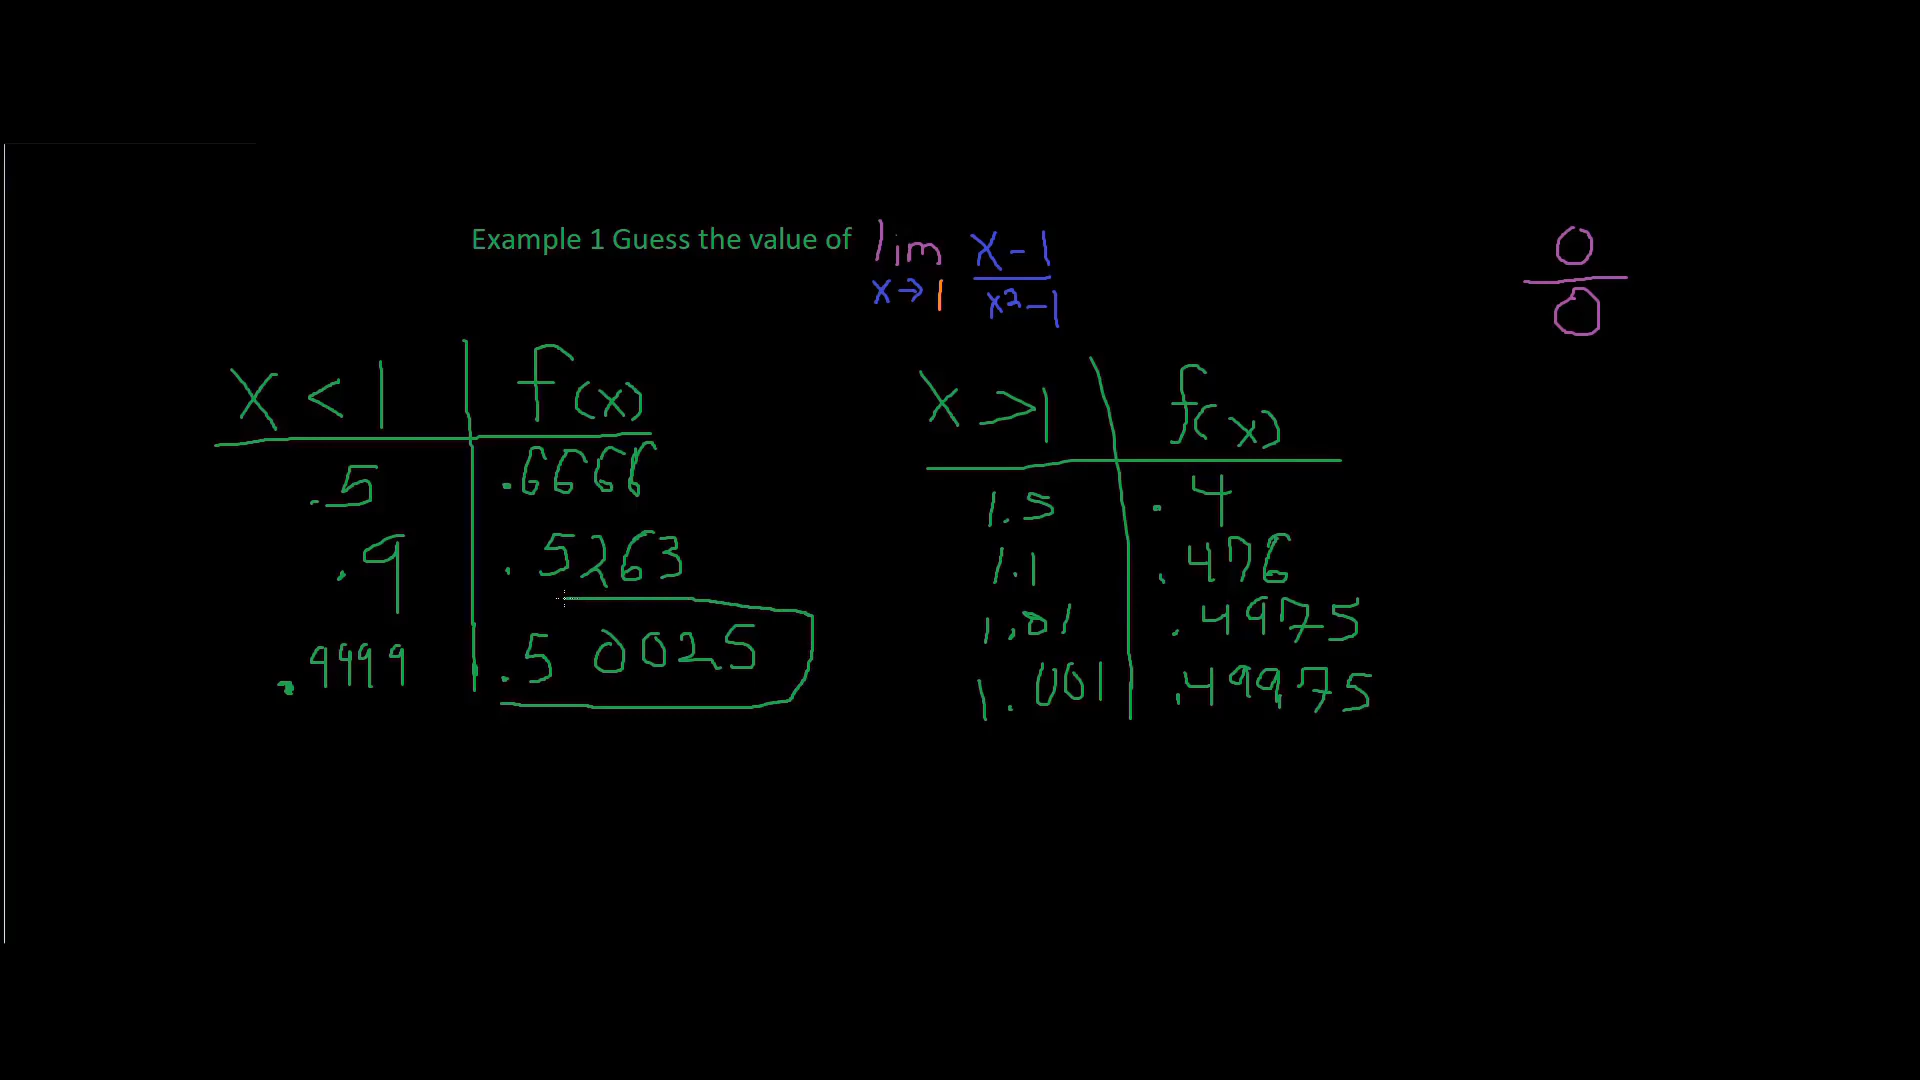 Example 1 Guess the value of lim x→1 x-1 / x²-1
0 / 0
x < 1 | f(x)
.5 | .6666
.9 | .5263
.9999 | .50025
x > 1 | f(x)
1.5 | .4
1.1 | .476
1.01 | .4975
1.001 | .49975